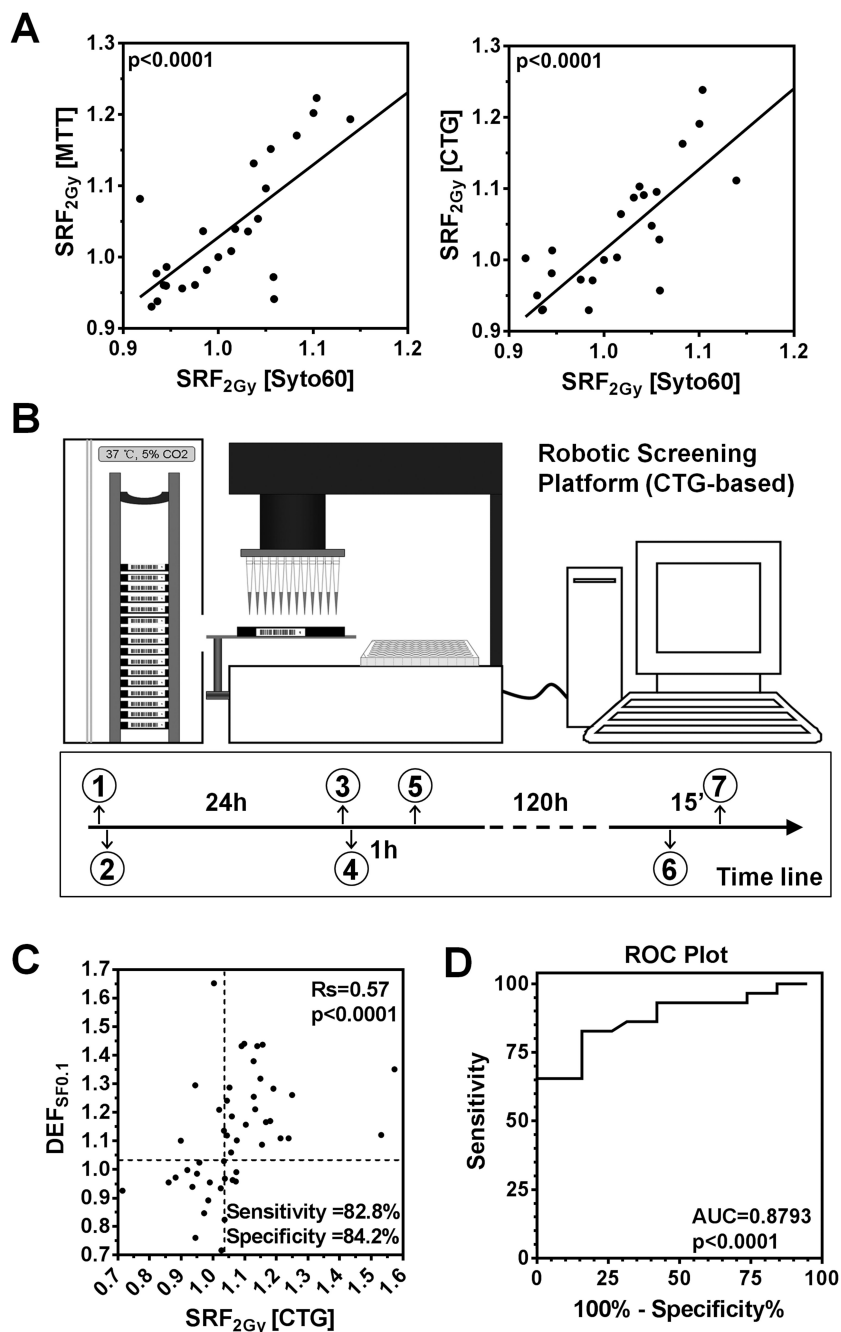 A
p<0.0001
1.3
1.2
1.1
1.0
0.9
SRF2Gy [MTT]
0.9
1.0
1.1
1.2
SRF2Gy [Syto60]
p<0.0001
1.3
1.2
1.1
1.0
0.9
SRF2Gy [CTG]
0.9
1.0
1.1
1.2
SRF2Gy [Syto60]
B
37 ℃, 5% CO2
Robotic Screening
Platform (CTG-based)
1
24h
3
5
120h
15’
7
2
4
1h
6
Time line
C
1.7
1.6
1.5
1.4
1.3
1.2
1.1
1.0
0.9
0.8
0.7
DEFSF0.1
Rs=0.57
p<0.0001
Sensitivity =82.8%
Specificity =84.2%
0.7
0.8
0.9
1.0
1.1
1.2
1.3
1.4
1.5
1.6
SRF2Gy [CTG]
D
ROC Plot
100
75
50
25
0
Sensitivity
AUC=0.8793
p<0.0001
0
25
50
75
100
100% - Specificity%